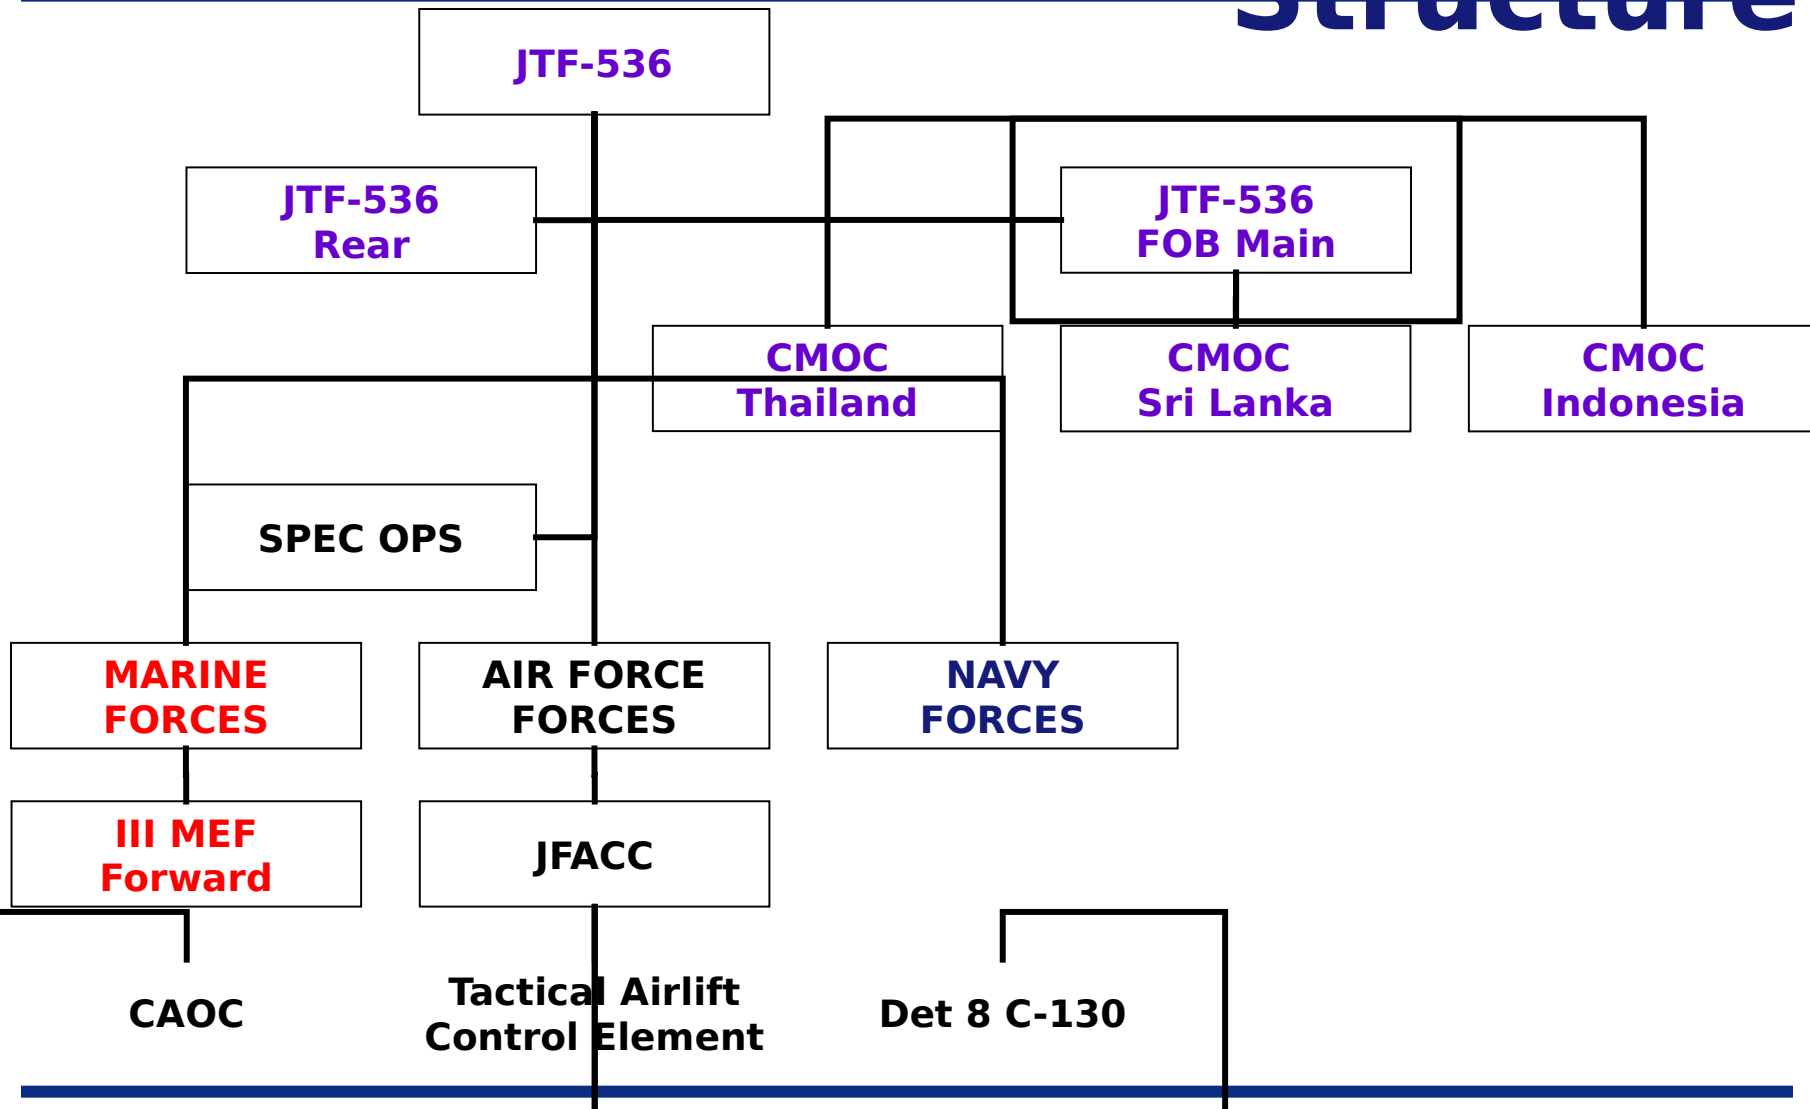 Structure
JTF-536
JTF-536
Rear
JTF-536
FOB Main
CMOC
Thailand
CMOC
Sri Lanka
CMOC
Indonesia
SPEC OPS
MARINE
FORCES
AIR FORCE
FORCES
NAVY
FORCES
III MEF
Forward
JFACC
CAOC
Tactical Airlift
Control Element
Det 8 C-130